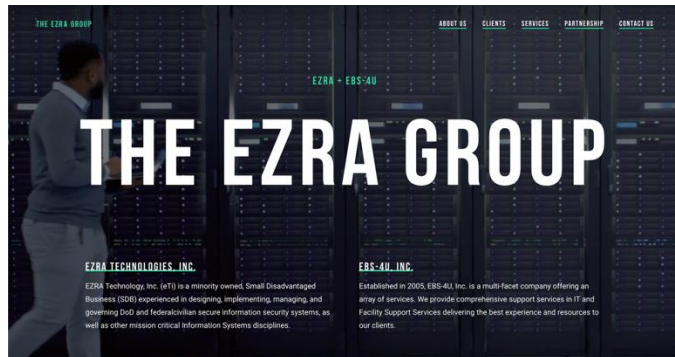 THE EZRA GROUP
ABOUT US CLIENTS SERVICES PARTNERSHIP CONTACT US
EZRA + EBS-4U
THE EZRA GROUP
EZRA TECHNOLOGIES, INC.
EZRA Technology, Inc. (eTi) is a minority owned, Small Disadvantaged
Business (SDB) experienced in designing, implementing, managing, and
governing DoD and federalcivilian secure information security systems, as
well as other mission critical Information Systems disciplines.
EBS-4U, INC.
Established in 2005, EBS-4U, Inc. is a multi-facet company offering an
array of services. We provide comprehensive support services in IT and
Facility Support Services delivering the best experience and resources to
our clients.